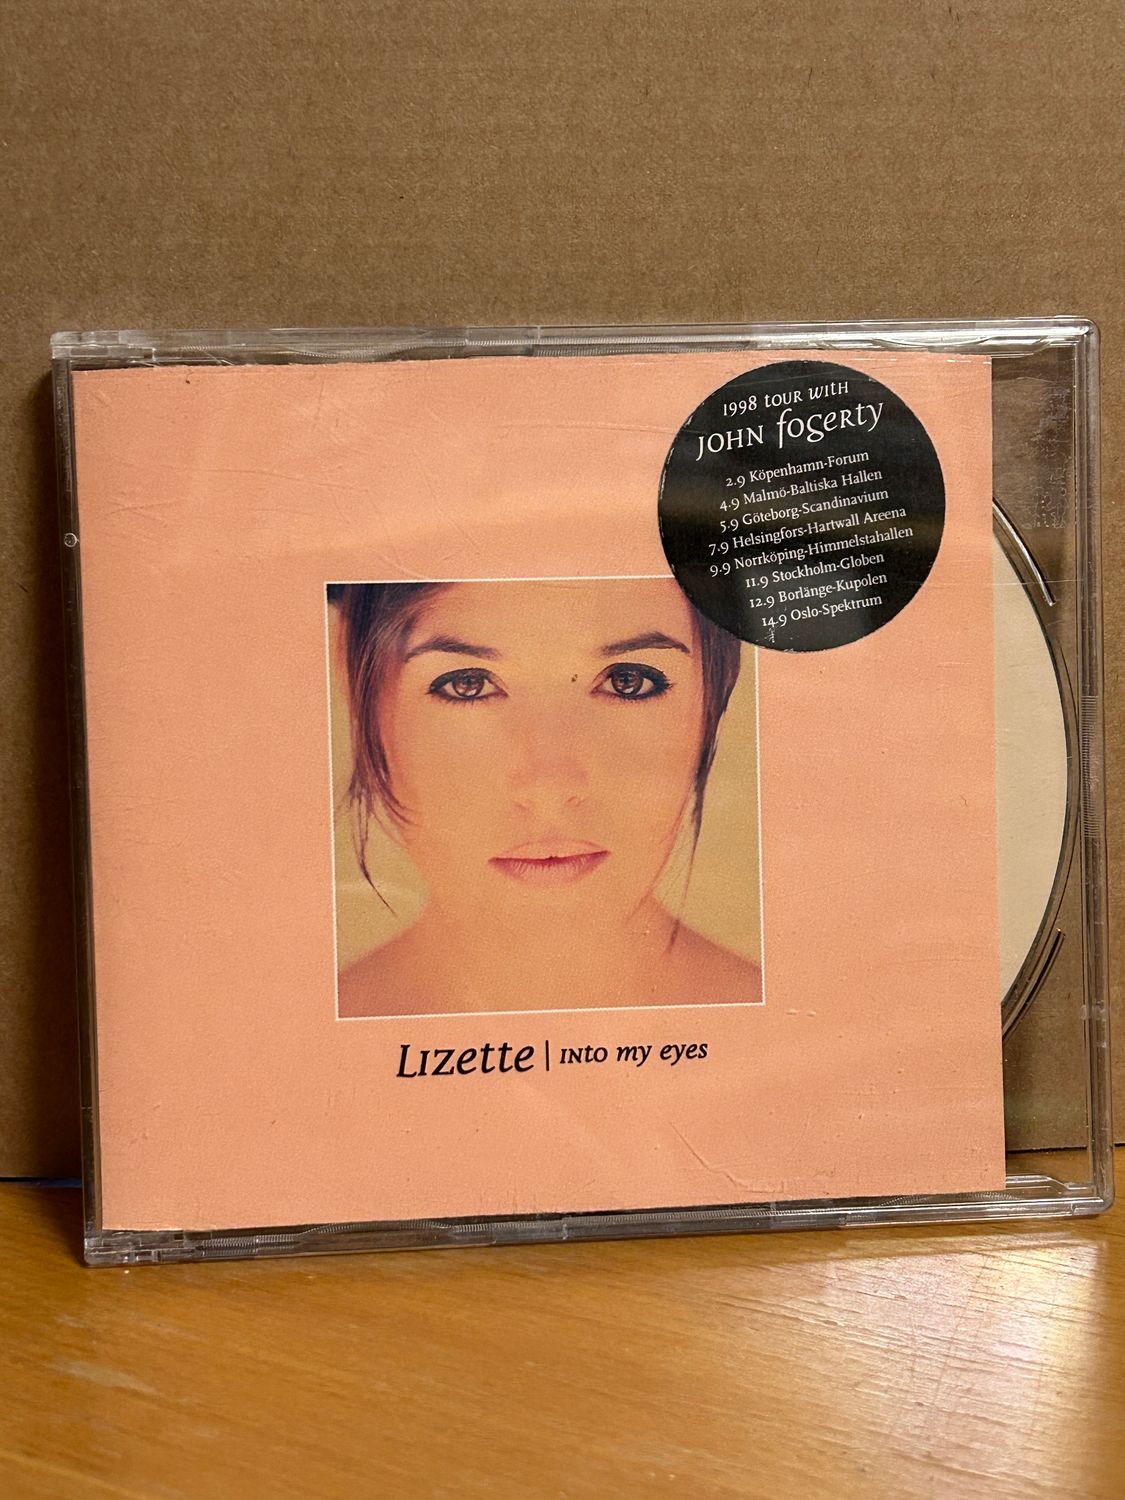 1998 tour with
John Fogerty
2.9 Köpenhamn-Forum
4.9 Malmö-Baltiska Hallen
5.9 Göteborg-Scandinavium
7.9 Helsingfors-Hartwall Areena
9.9 Norrköping-Himmelstahallen
11.9 Stockholm-Globen
12.9 Borlänge-Kupolen
14.9 Oslo-Spektrum
Lizette | into my eyes